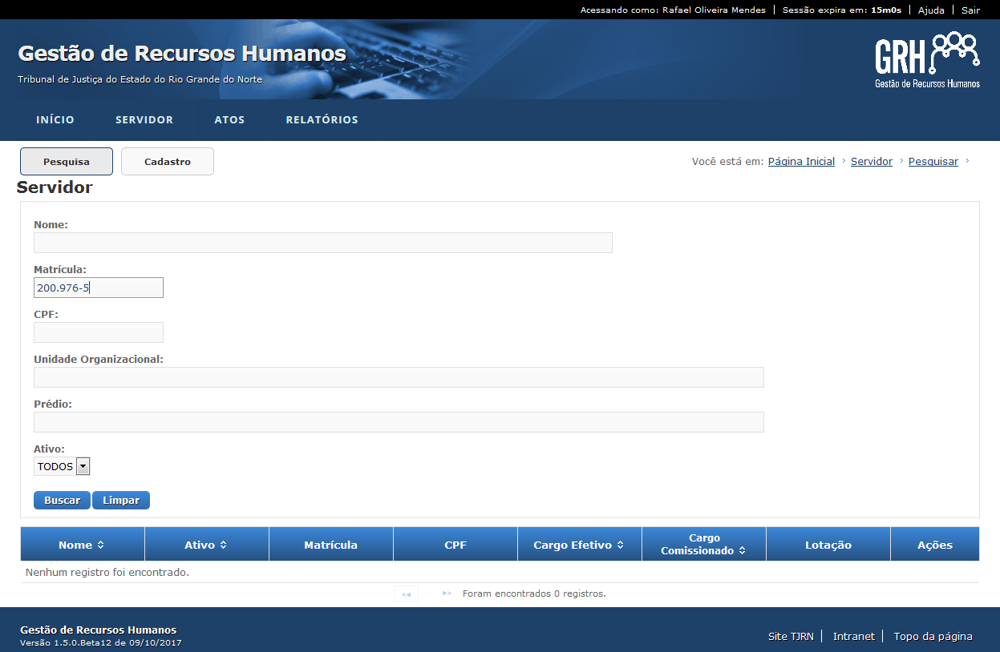 Acessando como: Rafael Oliveira Mendes Sessão expira em: 15m0s Ajuda Sair
Gestão de Recursos Humanos
Tribunal de Justiça do Estado do Rio Grande do Norte
GRH
Gestão de Recursos Humanos
INÍCIO SERVIDOR ATOS RELATÓRIOS
Pesquisa Cadastro
Você está em: Página Inicial Servidor Pesquisar
Servidor
Nome:
Matrícula:
200.976-5
CPF:
Unidade Organizacional:
Prédio:
Ativo:
TODOS
Buscar Limpar
Nome Ativo Matrícula CPF Cargo Efetivo Cargo Comissionado Lotação Ações
Nenhum registro foi encontrado.
Foram encontrados 0 registros.
Gestão de Recursos Humanos
Versão 1.5.0.Beta12 de 09/10/2017
Site TJRN Intranet Topo da página